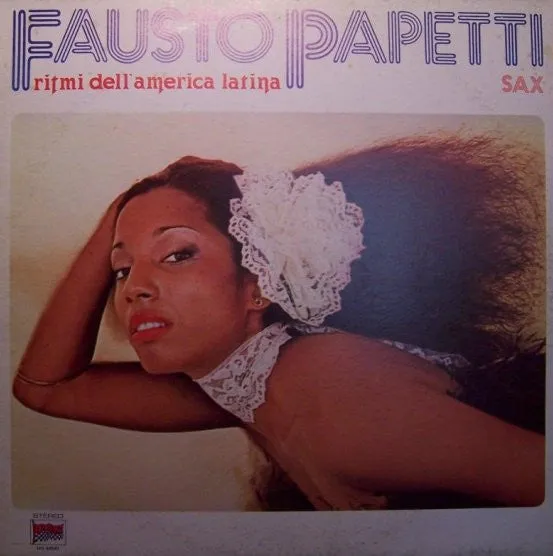 FAUSTO PAPETTI
ritmi dell'america latina
SAX
STEREO